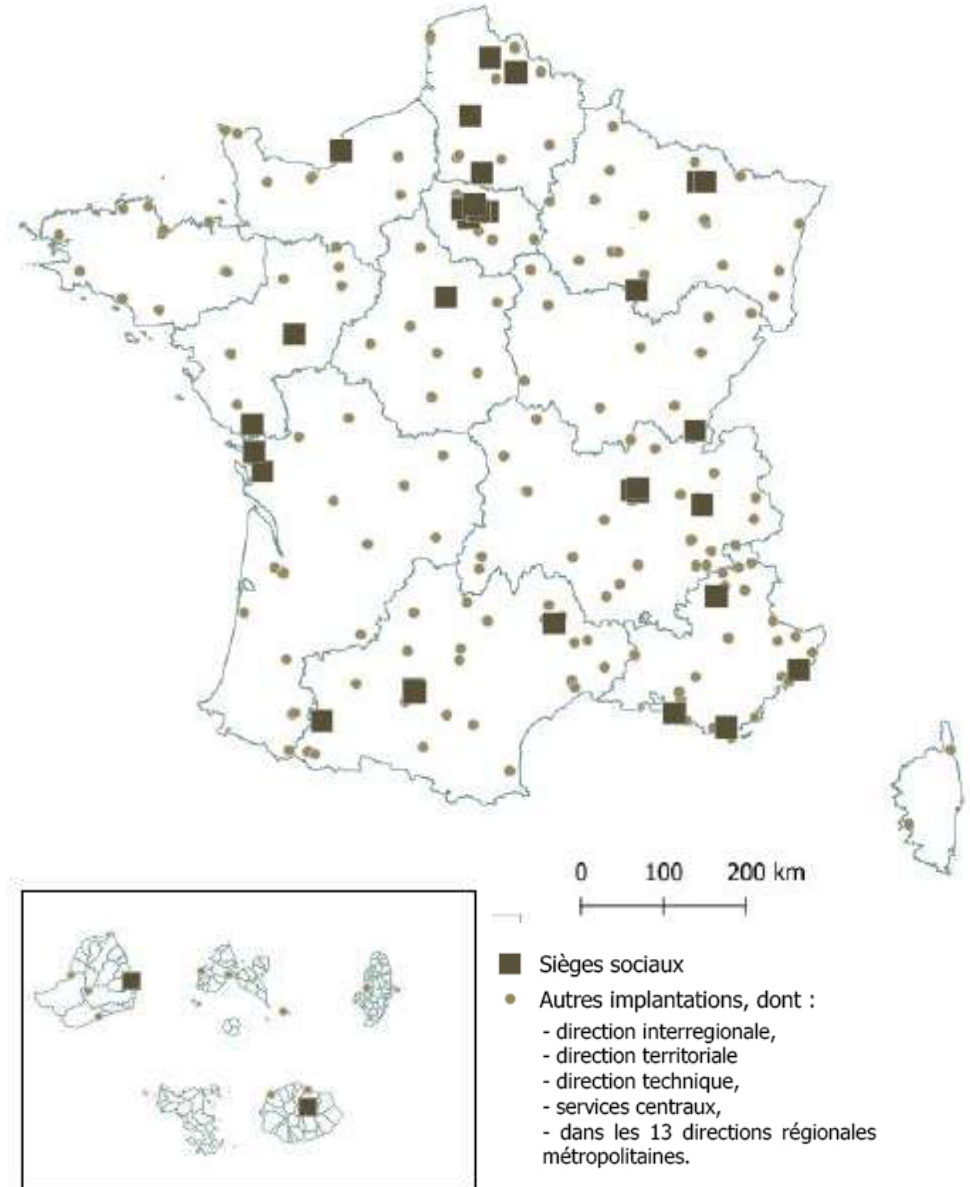 0 100 200 km
Sièges sociaux
Autres implantations, dont :
- direction interregionale,
- direction territoriale
- direction technique,
- services centraux,
- dans les 13 directions régionales
métropolitaines.